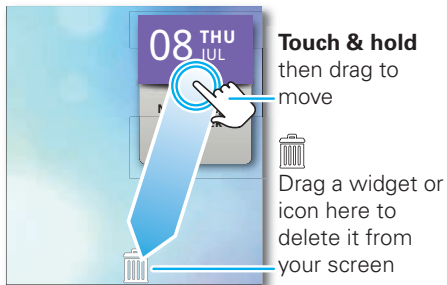 08 THU
JUL
Touch & hold
then drag to
move
Drag a widget or
icon here to
delete it from
your screen